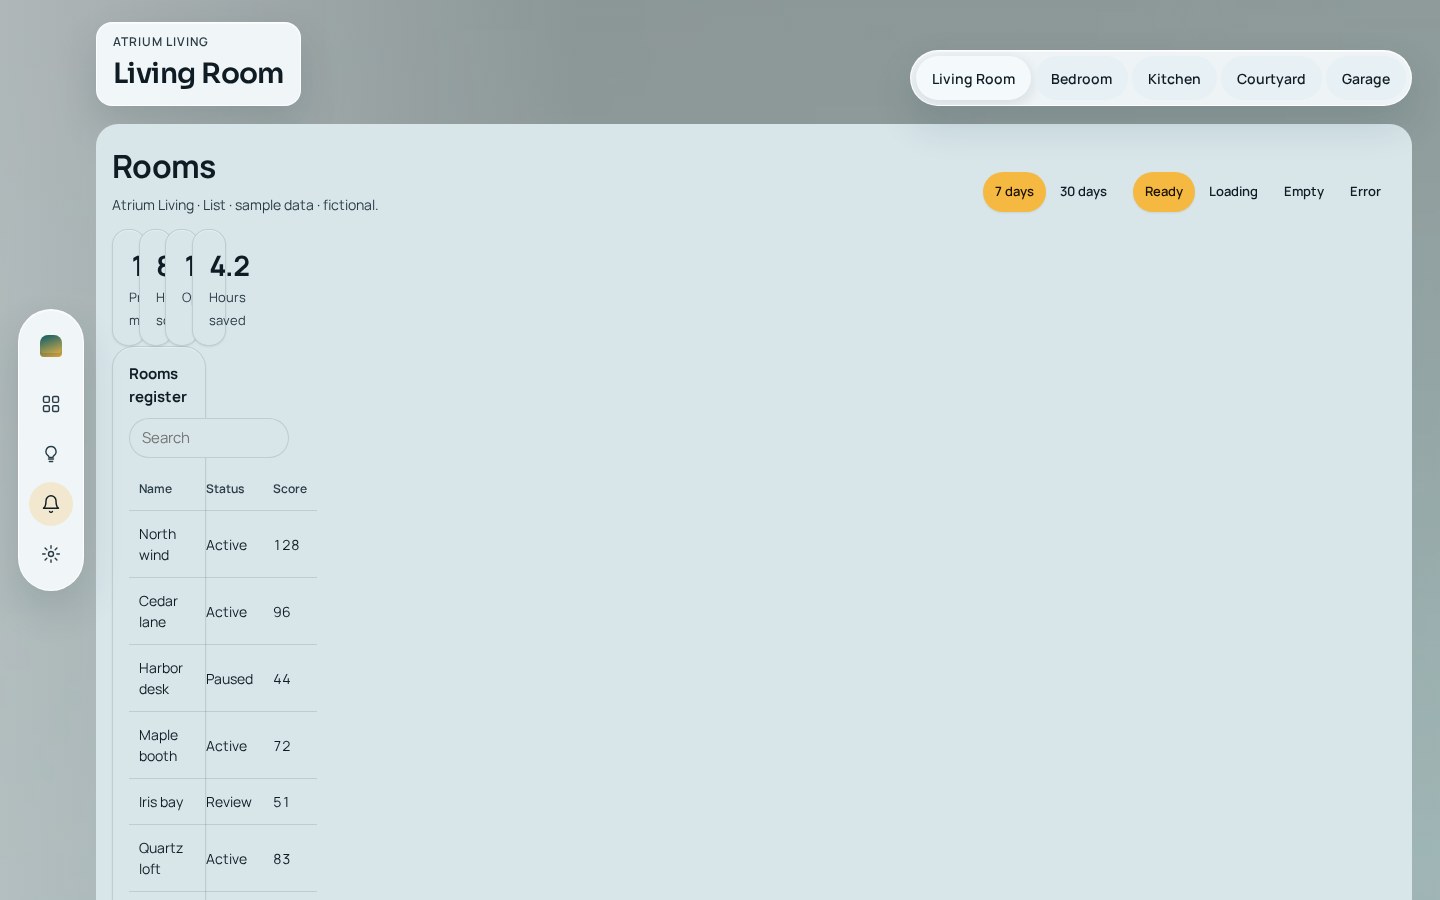 ATRIUM LIVING
Living Room
Living Room Bedroom Kitchen Courtyard Garage
Rooms
Atrium Living · List · sample data · fictional.
7 days 30 days Ready Loading Empty Error
4.2
Hours
saved
Rooms
register
Search
Name Status Score
North
wind
Active 128
Cedar
lane
Active 96
Harbor
desk
Paused 44
Maple
booth
Active 72
Iris bay Review 51
Quartz
loft
Active 83